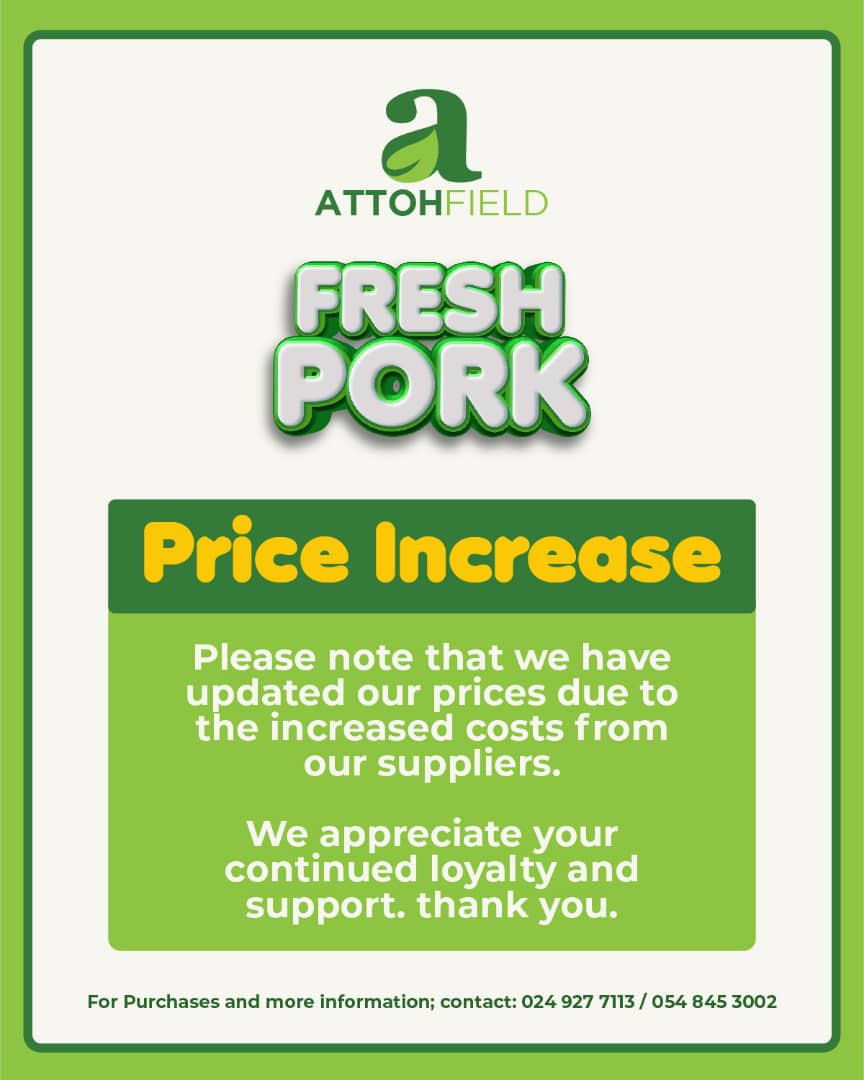 a
ATTOHFIELD
FRESH
PORK
Price Increase
Please note that we have
updated our prices due to
the increased costs from
our suppliers.
We appreciate your
continued loyalty and
support. thank you.
For Purchases and more information; contact: 024 927 7113 / 054 845 3002